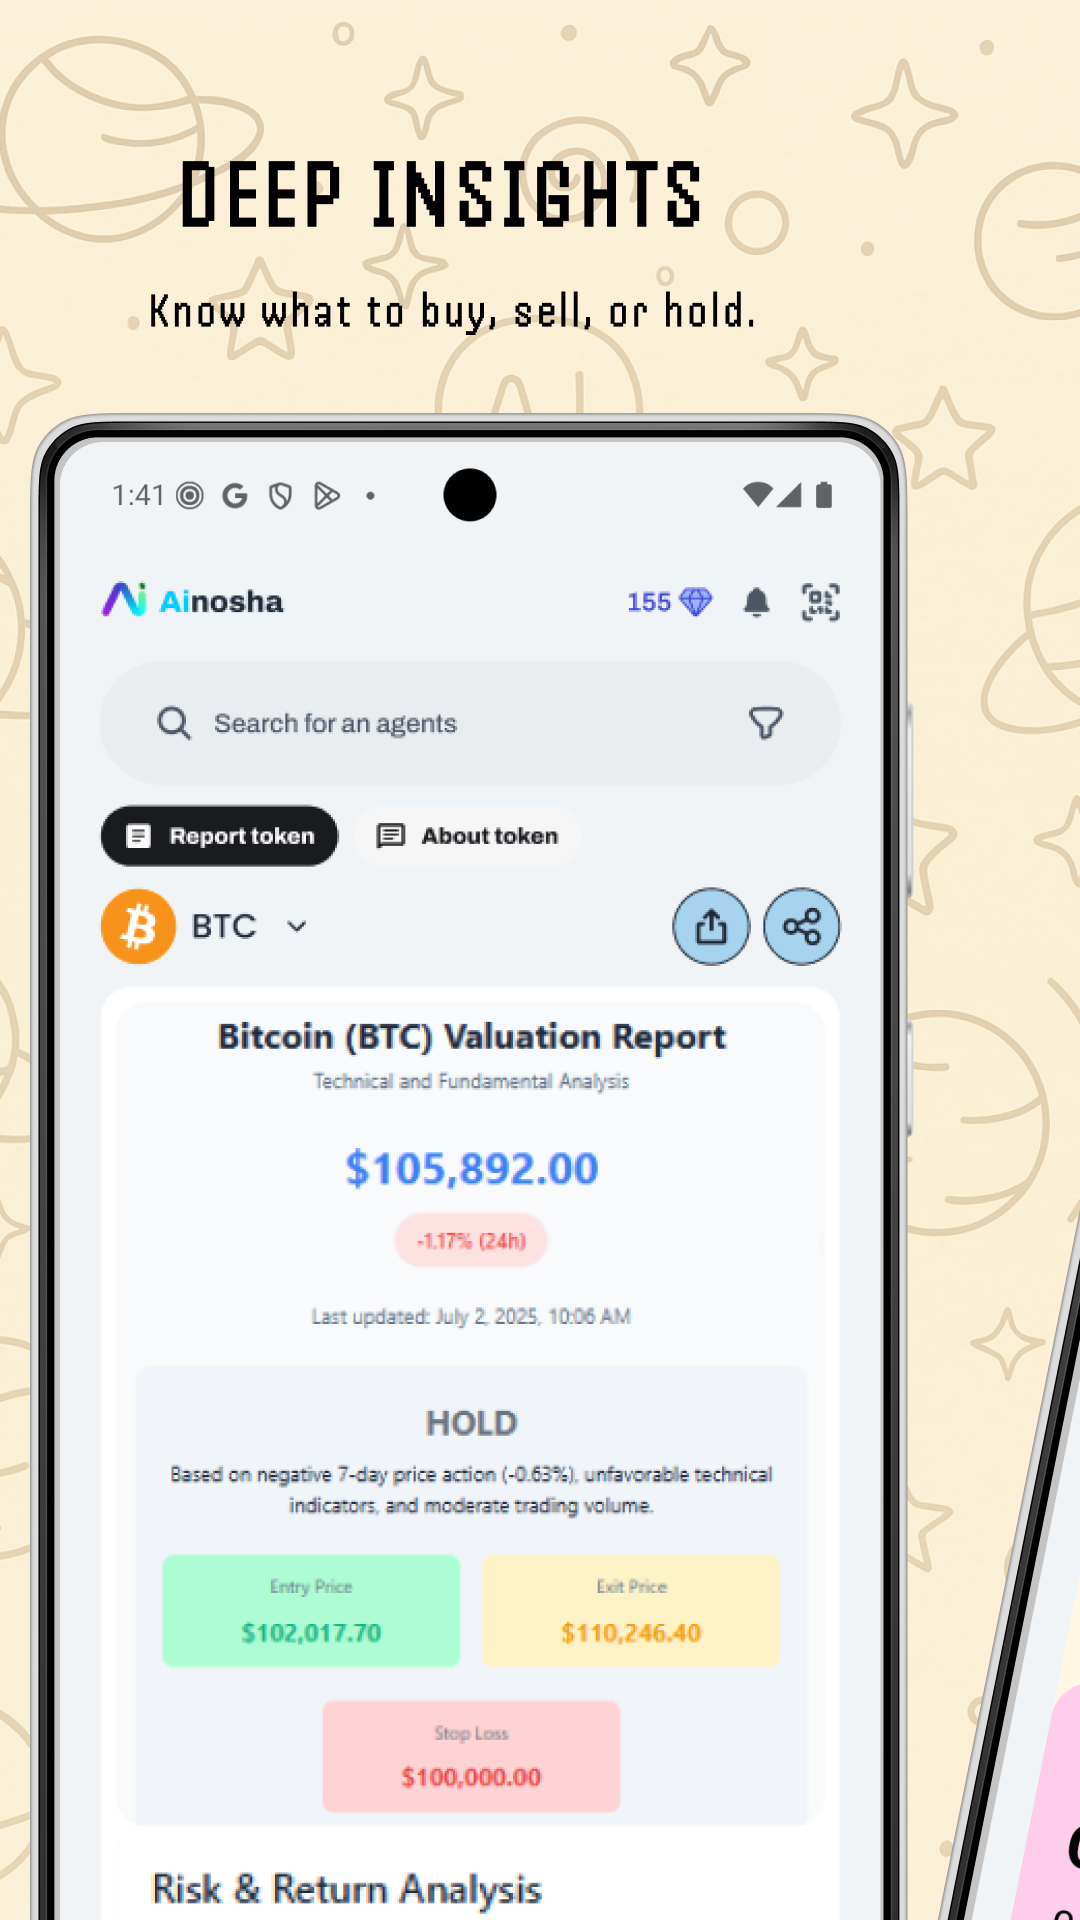 DEEP INSIGHTS
Know what to buy, sell, or hold.
AI
1:41
Ainosha
155
Search for an agents
Report token
About token
BTC
Bitcoin (BTC) Valuation Report
Technical and Fundamental Analysis
$105,892.00
-1.17% (24h)
Last updated: July 2, 2025, 10:06 AM
HOLD
Based on negative 7-day price action (-0.63%), unfavorable technical
indicators, and moderate trading volume.
Entry Price
$102,017.70
Exit Price
$110,246.40
Stop Loss
$100,000.00
Risk & Return Analysis